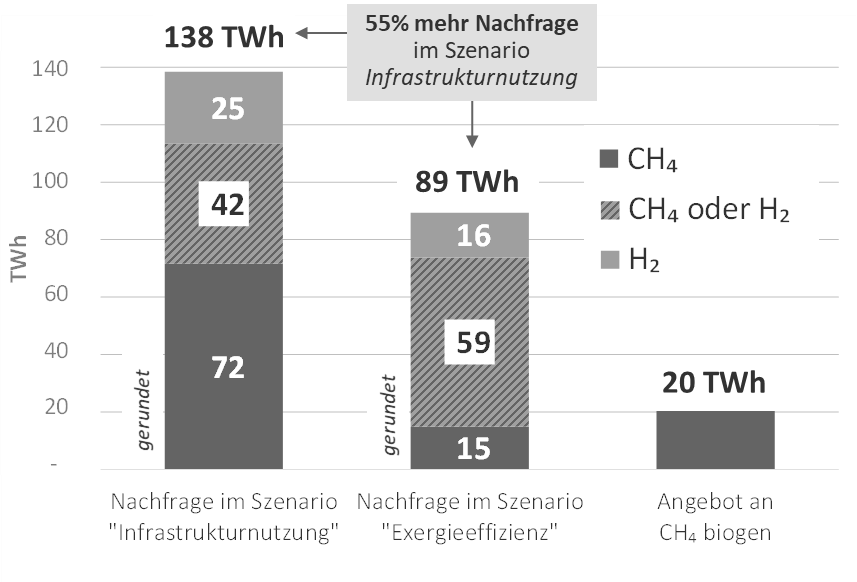 138 TWh
55% mehr Nachfrage
im Szenario
Infrastrukturnutzung
140
120
100
80
60
40
20
-
TWh
25
42
72
gerundet
89 TWh
16
59
15
gerundet
20 TWh
CH₄
CH₄ oder H₂
H₂
Nachfrage im Szenario
"Infrastrukturnutzung"
Nachfrage im Szenario
"Exergieeffizienz"
Angebot an
CH₄ biogen